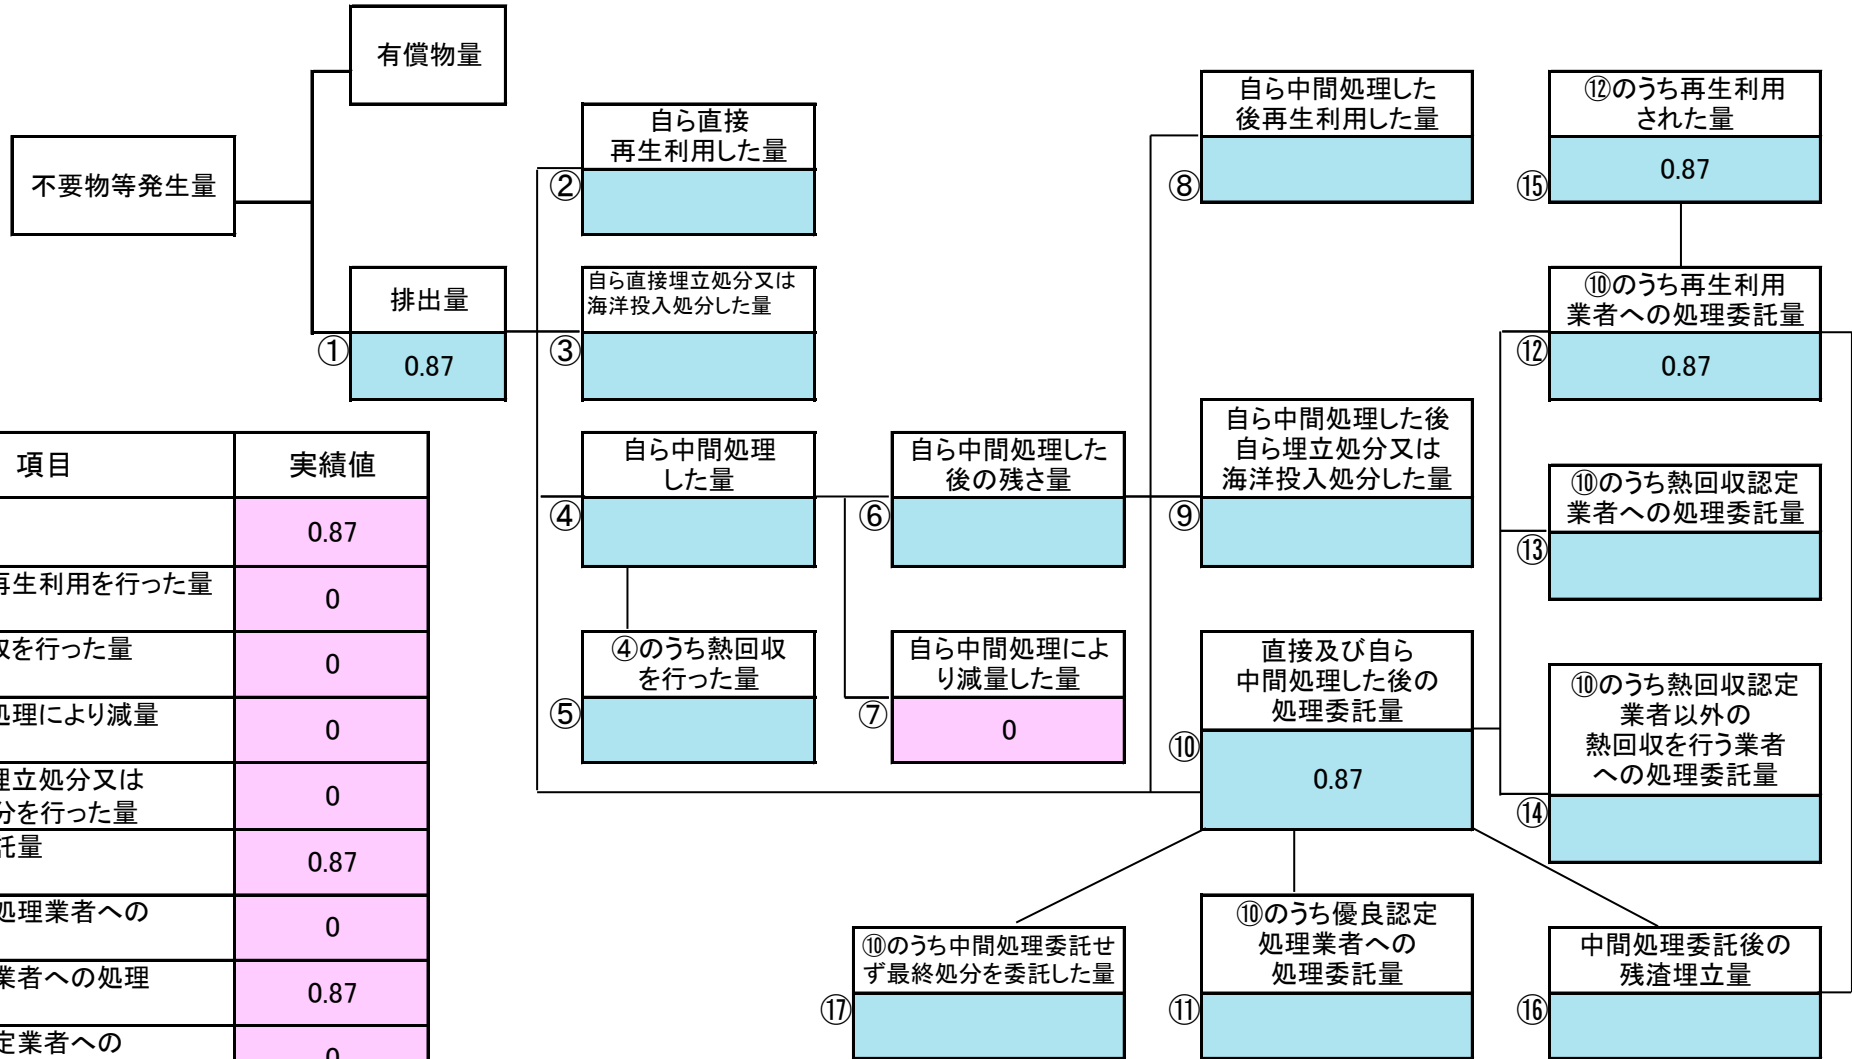 有償物量
不要物等発生量
排出量
①
0.87
自ら直接
再生利用した量
②
自ら直接埋立処分又は
海洋投入処分した量
③
自ら中間処理
した量
④
④のうち熱回収
を行った量
⑤
自ら中間処理した
後の残さ量
⑥
自ら中間処理によ
り減量した量
⑦
0
自ら中間処理した
後再生利用した量
⑧
自ら中間処理した後
自ら埋立処分又は
海洋投入処分した量
⑨
直接及び自ら
中間処理した後の
処理委託量
⑩
0.87
⑩のうち優良認定
処理業者への
処理委託量
⑪
⑫のうち再生利用
された量
⑮
0.87
⑩のうち再生利用
業者への処理委託量
⑫
0.87
⑩のうち熱回収認定
業者への処理委託量
⑬
⑩のうち熱回収認定
業者以外の
熱回収を行う業者
への処理委託量
⑭
中間処理委託後の
残渣埋立量
⑯
⑩のうち中間処理委託せ
ず最終処分を委託した量
⑰
項目 実績値
0.87
再生利用を行った量 0
を行った量 0
処理により減量 0
埋立処分又は
分を行った量 0
託量 0.87
処理業者への 0
業者への処理 0.87
定業者への 0